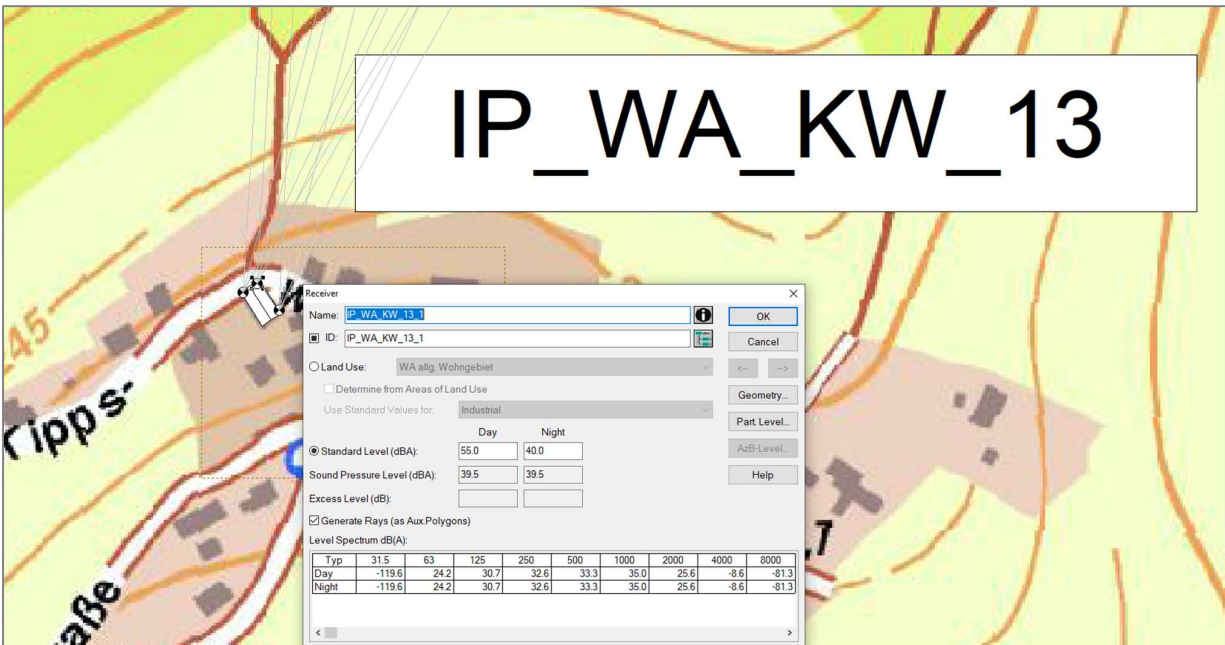 IP_WA_KW_13
45
Receiver
Name: IP_WA_KW_13_1
ID: IP_WA_KW_13_1
OK
Cancel
Land Use: WA allg. Wohngebiet
<-- -->
Determine from Areas of Land Use
Geometry...
Use Standard Values for: Industrial
Part. Level...
Day Night
Standard Level (dBA): 55.0 40.0
AzB-Level...
Sound Pressure Level (dBA): 39.5 39.5
Help
Excess Level (dB):
Generate Rays (as Aux.Polygons)
Level Spectrum dB(A):
Typ 31.5 63 125 250 500 1000 2000 4000 8000
Day -119.6 24.2 30.7 32.6 33.3 35.0 25.6 -8.6 -81.3
Night -119.6 24.2 30.7 32.6 33.3 35.0 25.6 -8.6 -81.3
< >